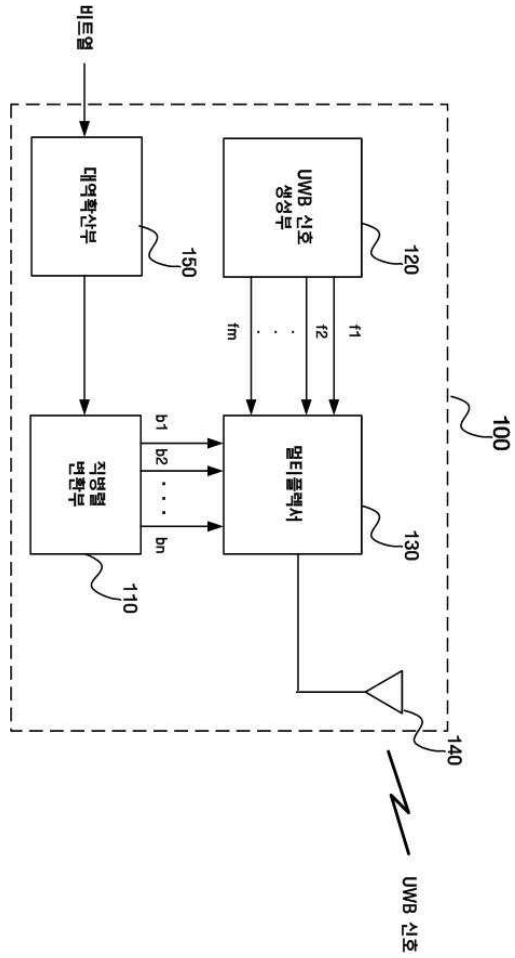 100
UWB 신호
생성부
120
f1
f2
. . .
fm
멀티플렉서
130
140
UWB 신호
b1
b2
. . .
bn
비트열
대역확산부
150
직병렬
변환부
110